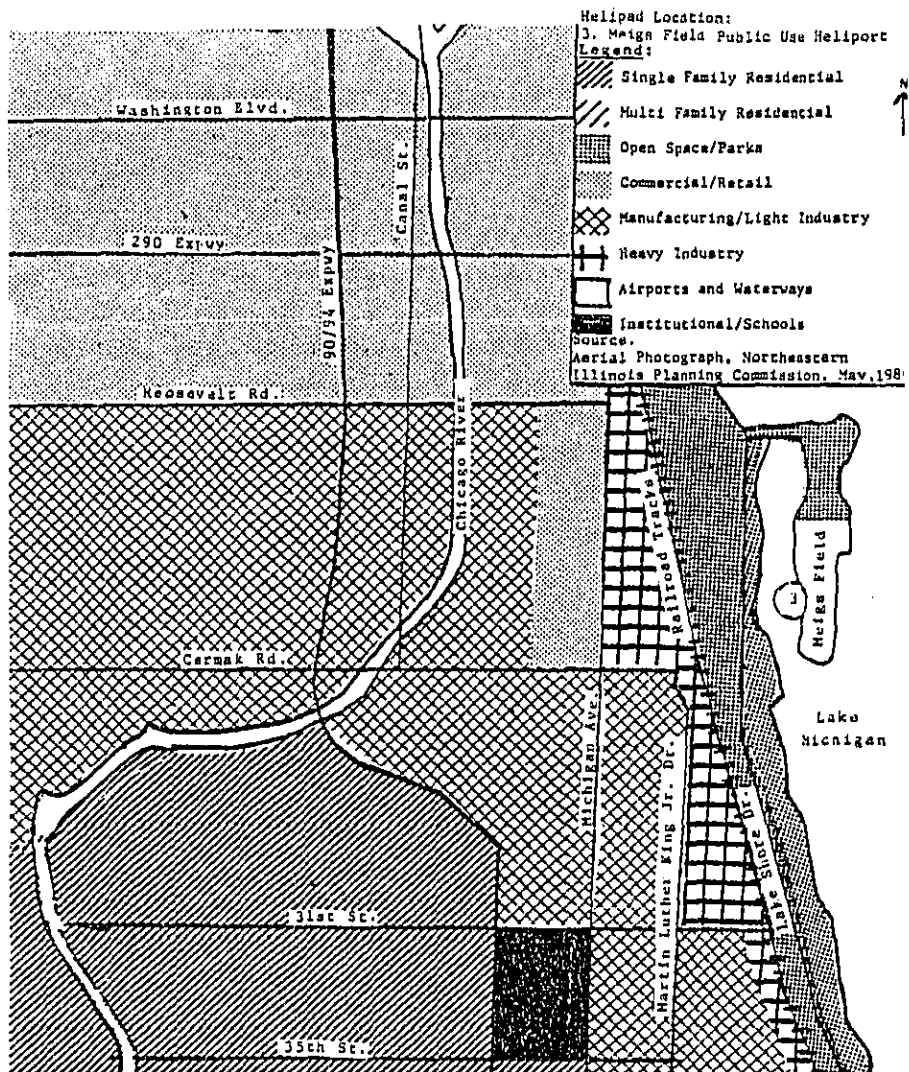 Helipad Location:
3. Meigs Field Public Use Heliport
Legend:
Single Family Residential
N
Multi Family Residential
Open Space/Parks
Commercial/Retail
Manufacturing/Light Industry
Heavy Industry
Airports and Waterways
Institutional/Schools
Source.
Aerial Photograph, Northeastern
Illinois Planning Commission. May,198
Washington Blvd.
Canal St.
290 Expwy
90/94 Expwy
Roosevalt Rd.
Chicago River
Railroad Tracks
Meigs Field
3
Cermak Rd.
Lake
Michigan
Michigan Ave.
Martin Luther King Jr. Dr.
Lake Shore Dr.
31st St.
35th St.